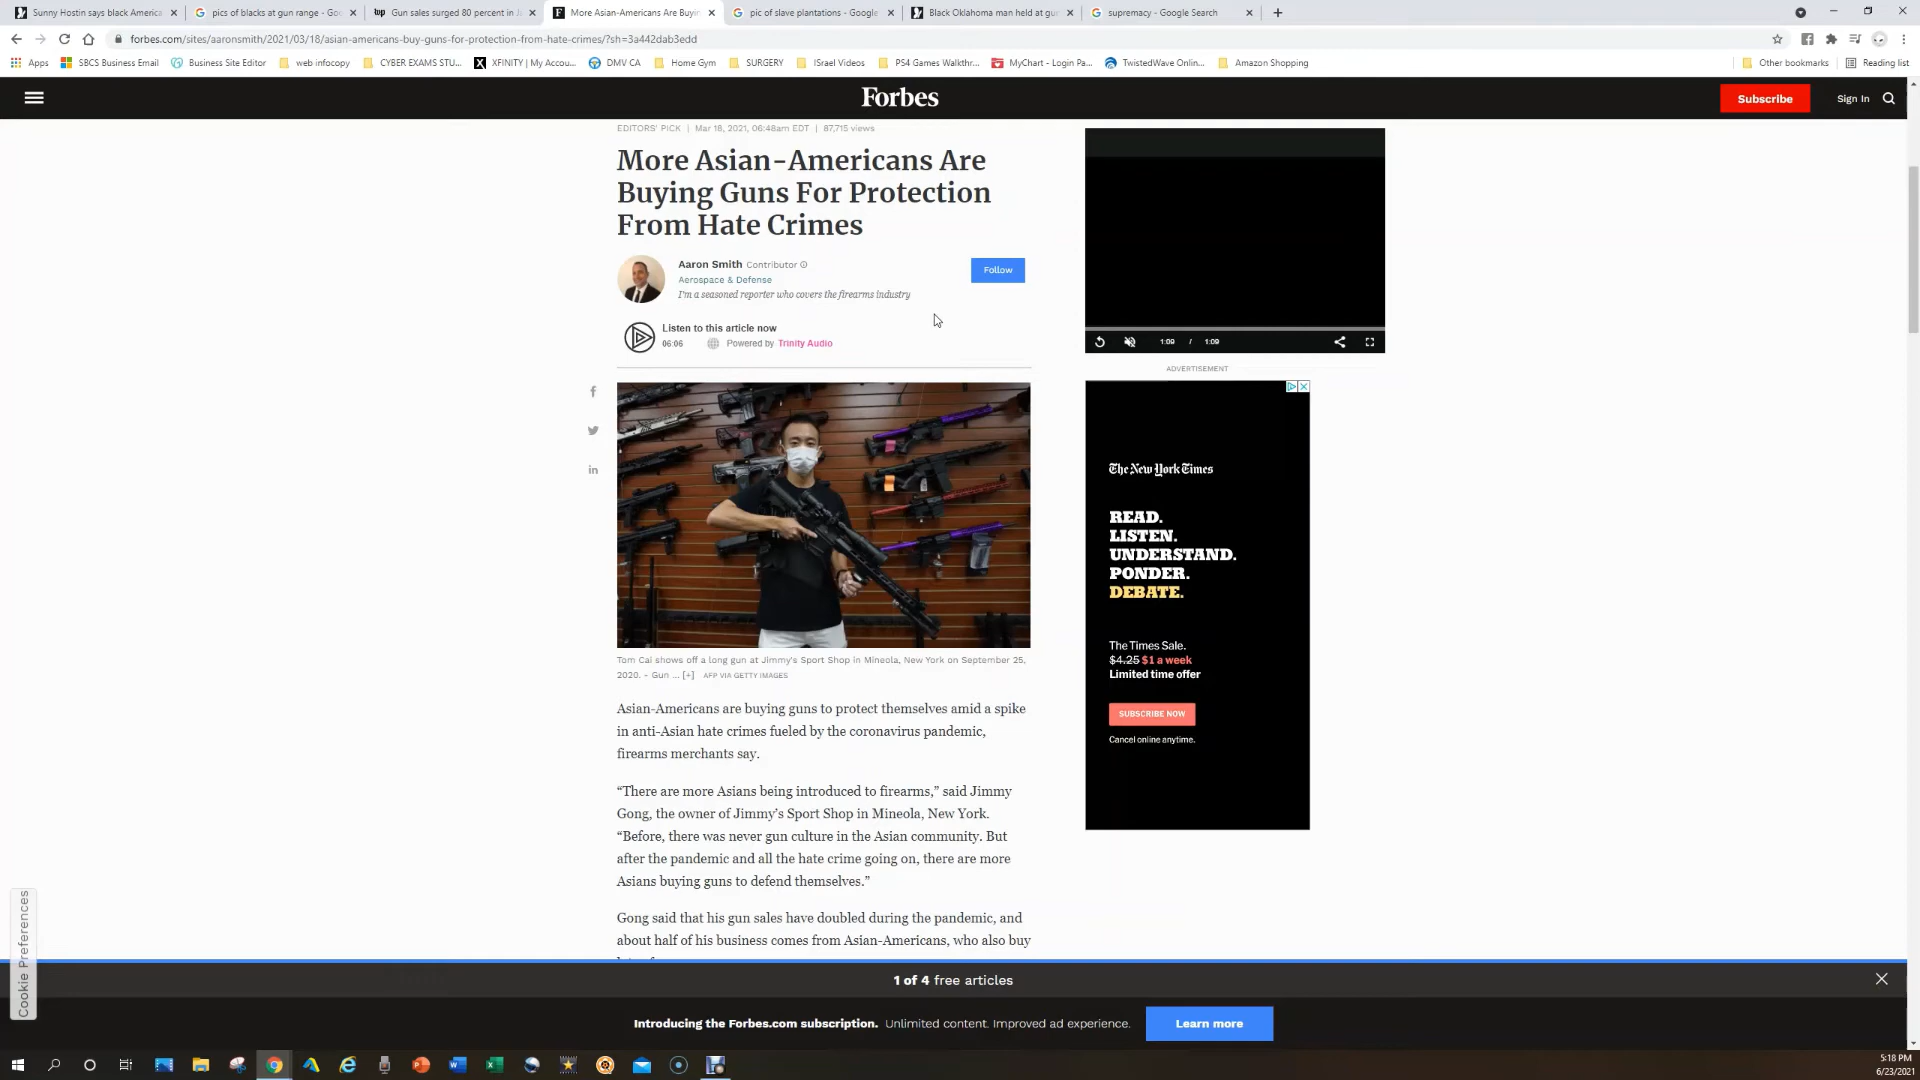 Sunny Hostin says black America
pics of blacks at gun range - Goo
Gun sales surged 80 percent in Ja
More Asian-Americans Are Buyin
pic of slave plantations - Google
Black Oklahoma man held at gun
supremacy - Google Search
forbes.com/sites/aaronsmith/2021/03/18/asian-americans-buy-guns-for-protection-from-hate-crimes/?sh=3a442dab3edd
Apps SBCS Business Email Business Site Editor web infocopy CYBER EXAMS STU... XFINITY | My Accou... DMV CA Home Gym SURGERY ISrael Videos PS4 Games Walkthr... MyChart - Login Pa... TwistedWave Onlin... Amazon Shopping Other bookmarks Reading list
Forbes
Subscribe
Sign In
EDITORS' PICK | Mar 18, 2021, 06:48am EDT | 87,715 views
More Asian-Americans Are
Buying Guns For Protection
From Hate Crimes
Aaron Smith Contributor
Aerospace & Defense
I'm a seasoned reporter who covers the firearms industry
Follow
Listen to this article now
06:06 Powered by Trinity Audio
Tom Cai shows off a long gun at Jimmy's Sport Shop in Mineola, New York on September 25,
2020. - Gun ... [+] AFP VIA GETTY IMAGES
Asian-Americans are buying guns to protect themselves amid a spike
in anti-Asian hate crimes fueled by the coronavirus pandemic,
firearms merchants say.
“There are more Asians being introduced to firearms,” said Jimmy
Gong, the owner of Jimmy’s Sport Shop in Mineola, New York.
“Before, there was never gun culture in the Asian community. But
after the pandemic and all the hate crime going on, there are more
Asians buying guns to defend themselves.”
Gong said that his gun sales have doubled during the pandemic, and
about half of his business comes from Asian-Americans, who also buy
1:09 / 1:09
ADVERTISEMENT
The New York Times
READ.
LISTEN.
UNDERSTAND.
PONDER.
DEBATE.
The Times Sale.
$4.25 $1 a week
Limited time offer
SUBSCRIBE NOW
Cancel online anytime.
Cookie Preferences
1 of 4 free articles
Introducing the Forbes.com subscription. Unlimited content. Improved ad experience.
Learn more
5:18 PM
6/23/2021